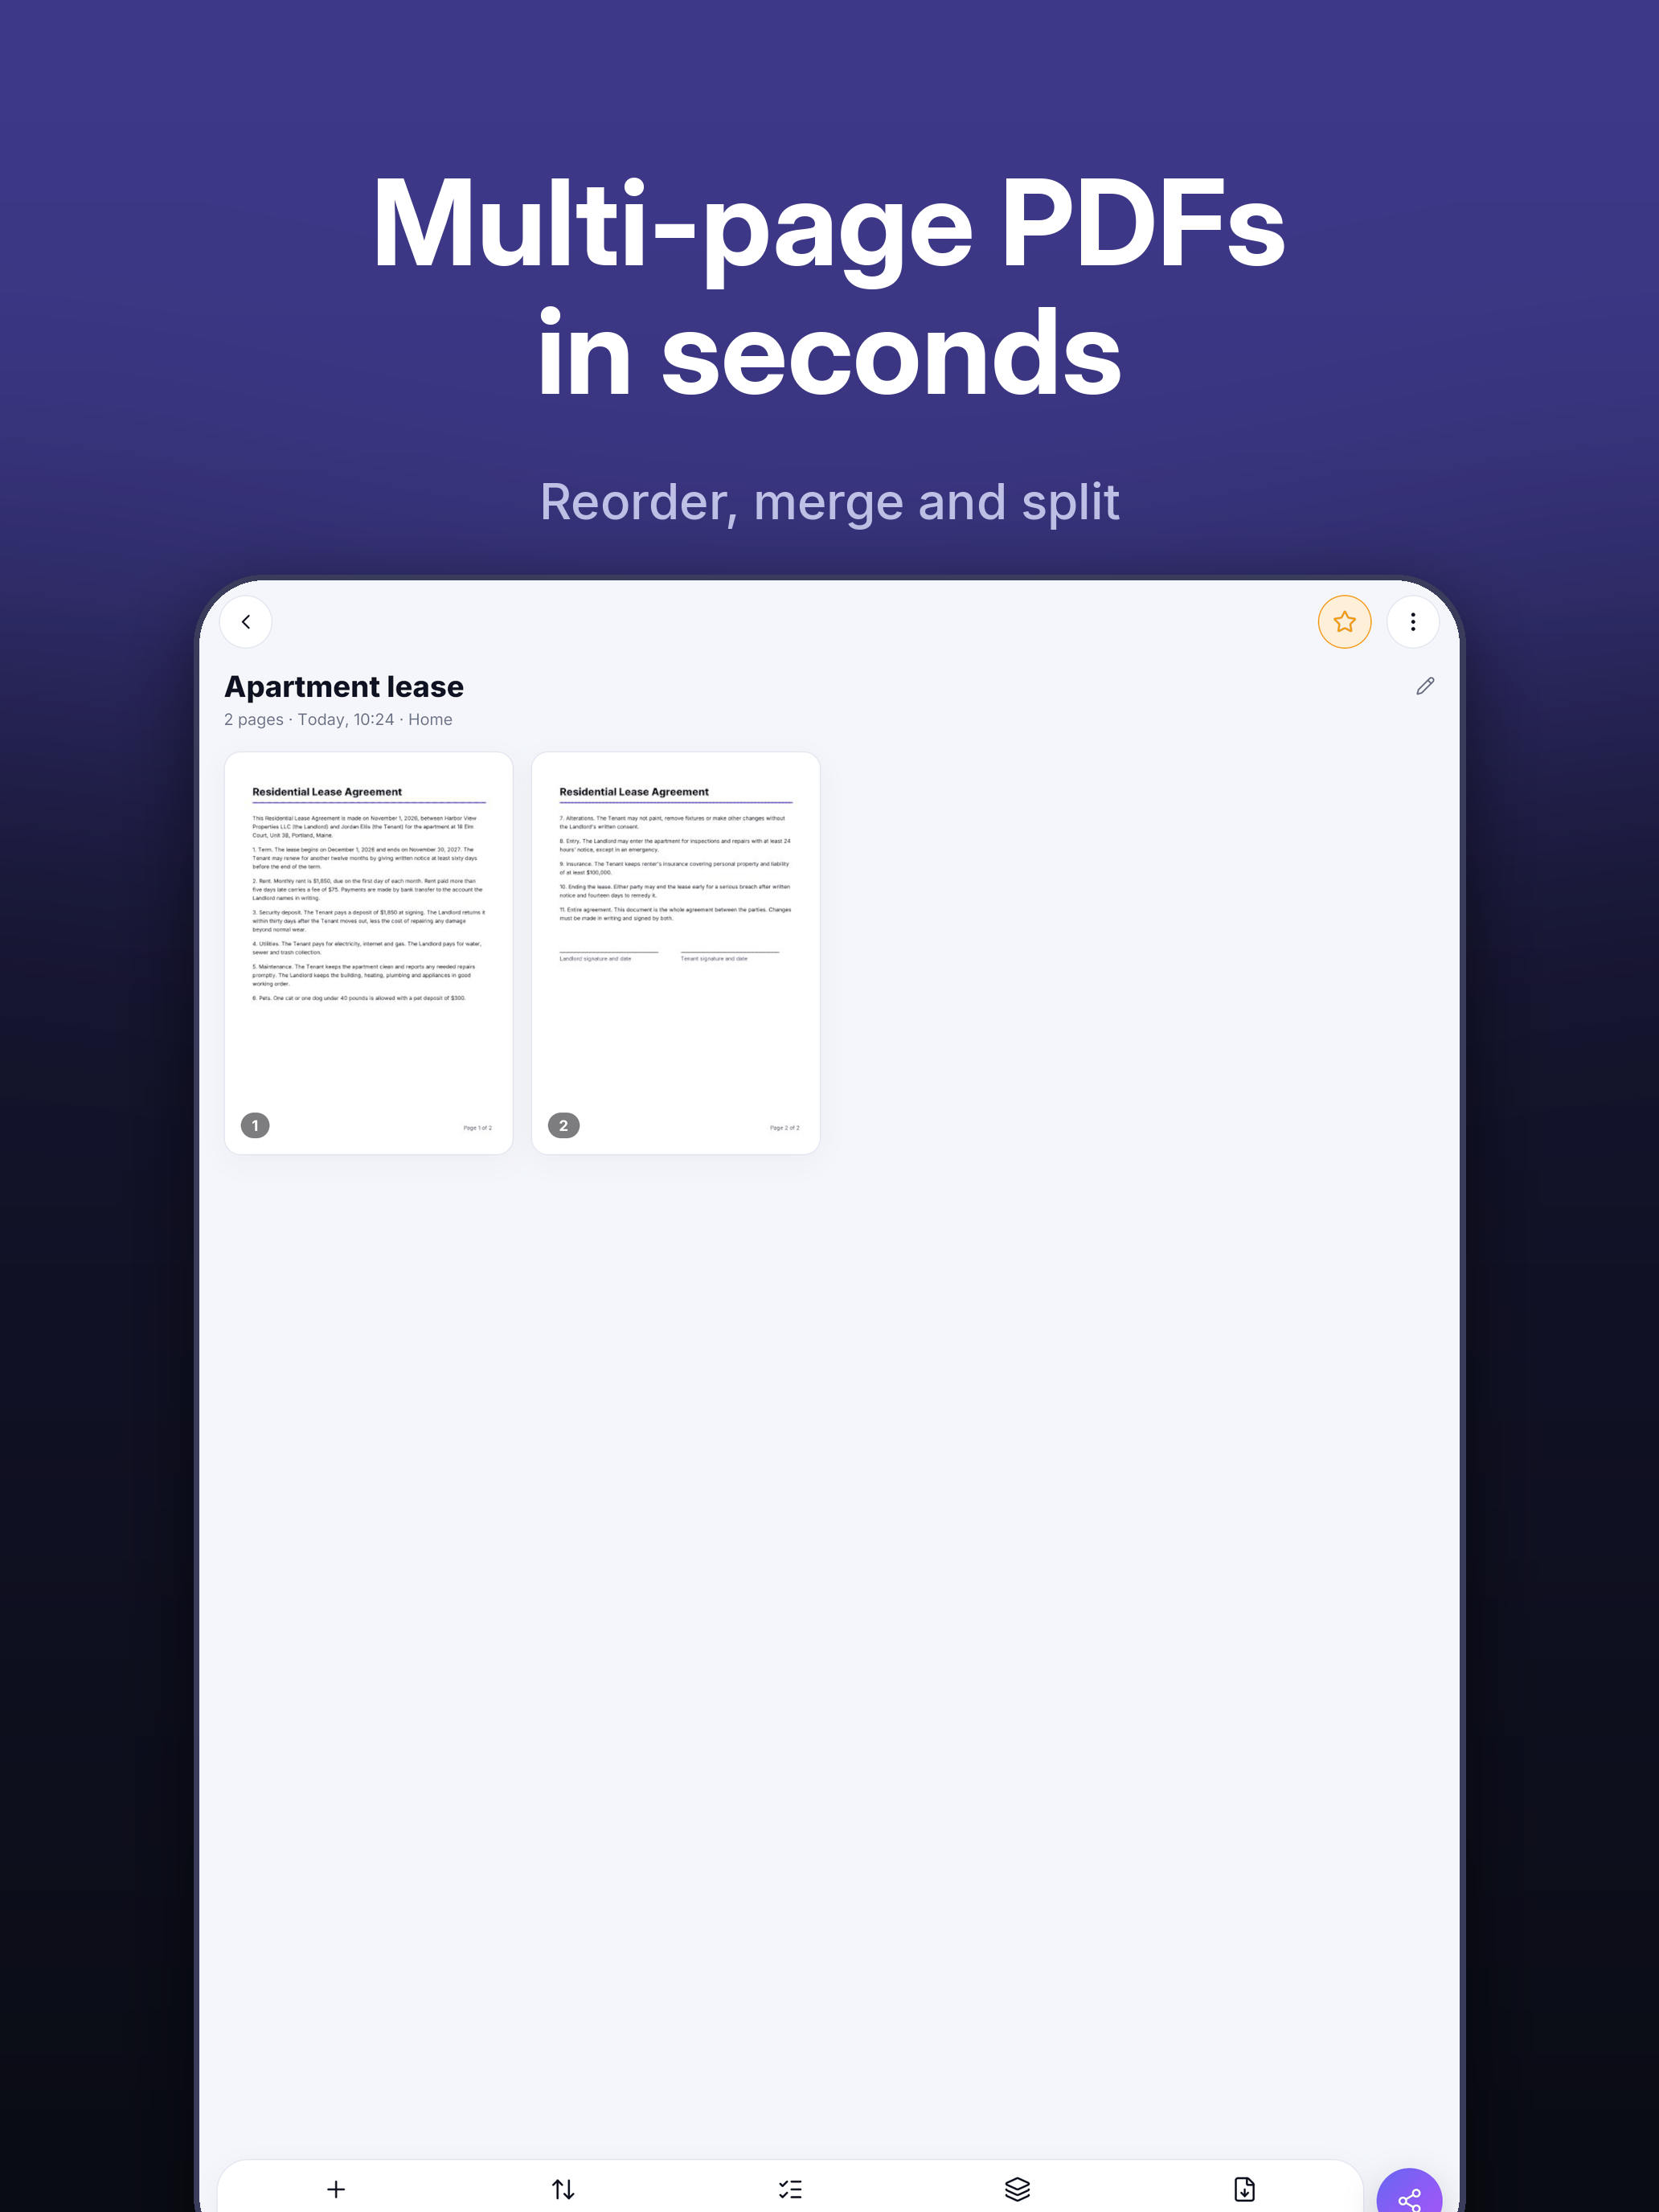 Multi-page PDFs
in seconds
Reorder, merge and split
Apartment lease
2 pages · Today, 10:24 · Home
Residential Lease Agreement
This Residential Lease Agreement is made on November 1, 2026, between Harbor View
Properties LLC (the Landlord) and Jordan Ellis (the Tenant) for the apartment at 18 Elm
Court, Unit 3B, Portland, Maine.
1. Term. The lease begins on December 1, 2026 and ends on November 30, 2027. The
Tenant may renew for another twelve months by giving written notice at least sixty days
before the end of the term.
2. Rent. Monthly rent is $1,850, due on the first day of each month. Rent paid more than
five days late carries a fee of $75. Payments are made by bank transfer to the account the
Landlord names in writing.
3. Security deposit. The Tenant pays a deposit of $1,850 at signing. The Landlord returns it
within thirty days after the Tenant moves out, less the cost of repairing any damage
beyond normal wear.
4. Utilities. The Tenant pays for electricity, internet and gas. The Landlord pays for water,
sewer and trash collection.
5. Maintenance. The Tenant keeps the apartment clean and reports any needed repairs
promptly. The Landlord keeps the building, heating, plumbing and appliances in good
working order.
6. Pets. One cat or one dog under 40 pounds is allowed with a pet deposit of $300.
1
Page 1 of 2
Residential Lease Agreement
7. Alterations. The Tenant may not paint, remove fixtures or make other changes without
the Landlord's written consent.
8. Entry. The Landlord may enter the apartment for inspections and repairs with at least 24
hours' notice, except in an emergency.
9. Insurance. The Tenant keeps renter's insurance covering personal property and liability
of at least $100,000.
10. Ending the lease. Either party may end the lease early for a serious breach after written
notice and fourteen days to remedy it.
11. Entire agreement. This document is the whole agreement between the parties. Changes
must be made in writing and signed by both.
Landlord signature and date
Tenant signature and date
2
Page 2 of 2